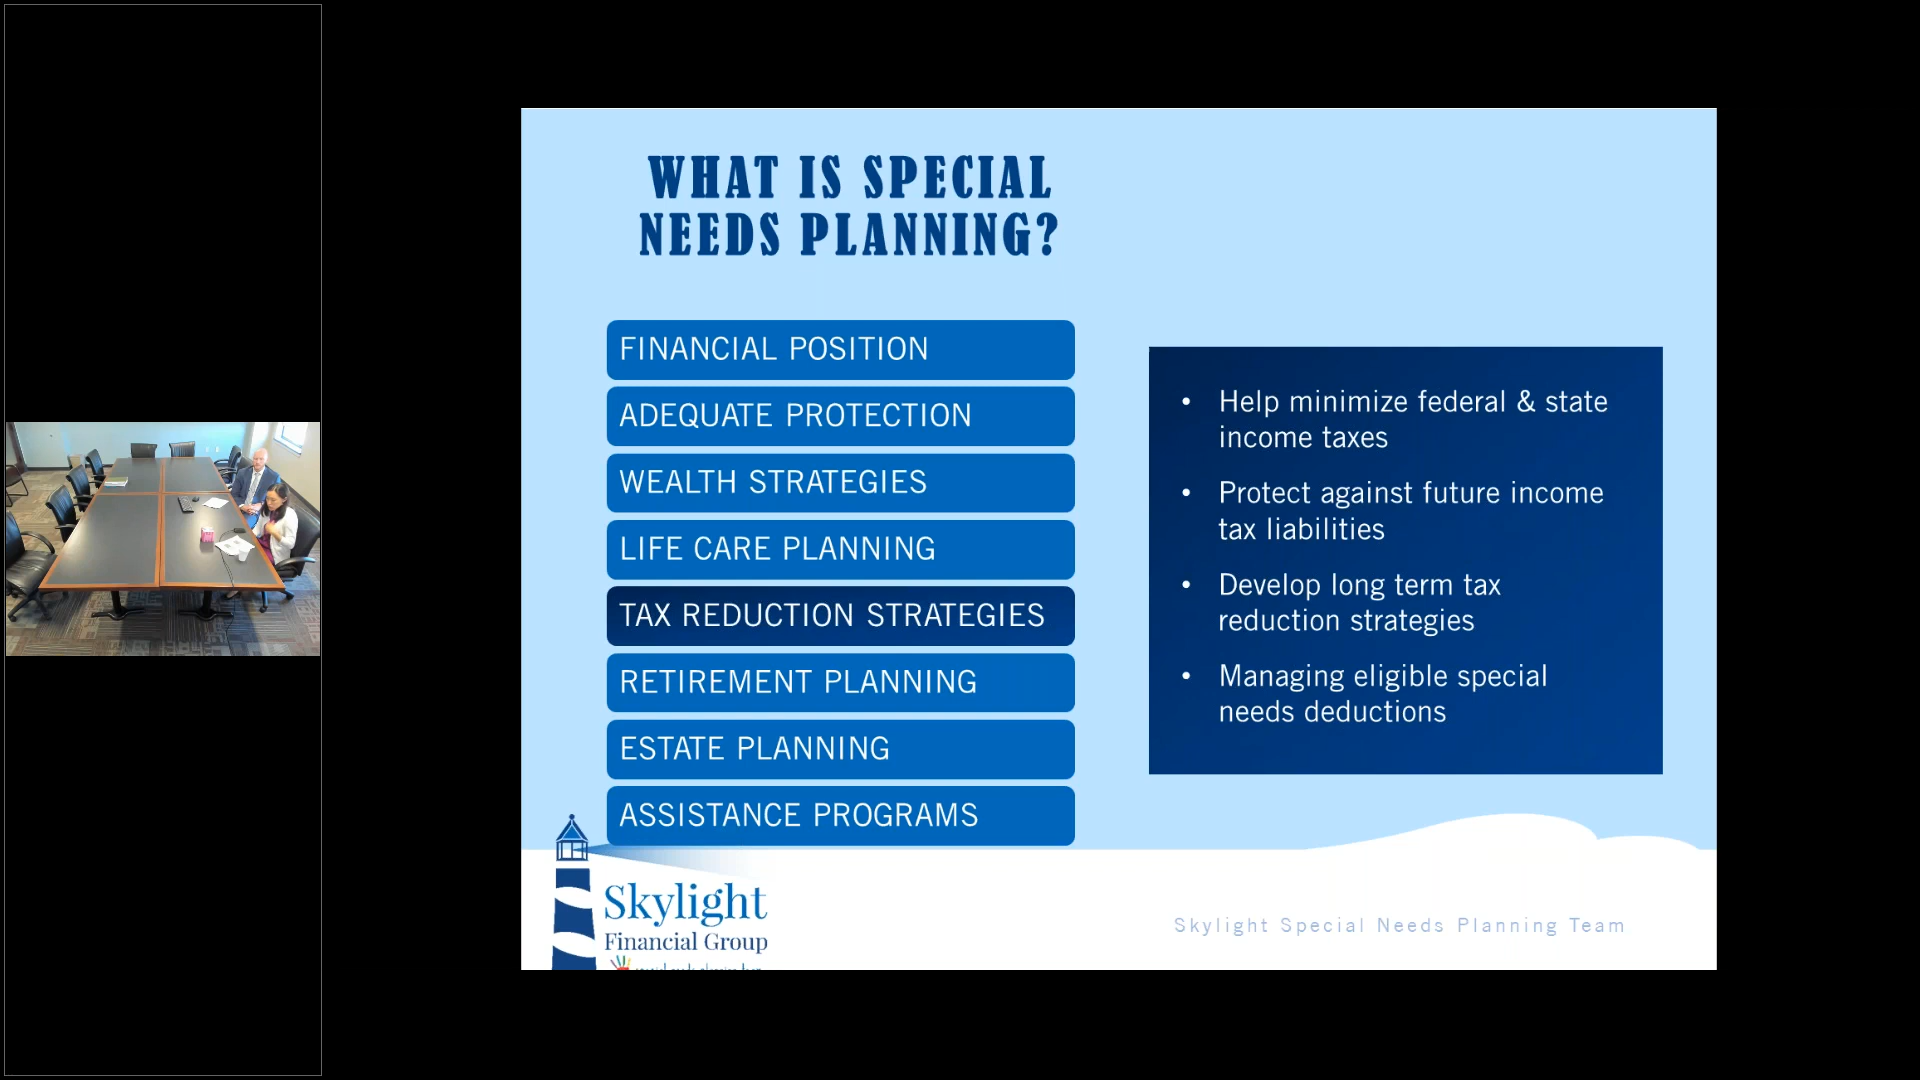 WHAT IS SPECIAL
NEEDS PLANNING?
FINANCIAL POSITION
ADEQUATE PROTECTION
WEALTH STRATEGIES
LIFE CARE PLANNING
TAX REDUCTION STRATEGIES
RETIREMENT PLANNING
ESTATE PLANNING
ASSISTANCE PROGRAMS
• Help minimize federal & state
income taxes
• Protect against future income
tax liabilities
• Develop long term tax
reduction strategies
• Managing eligible special
needs deductions
Skylight
Financial Group
Skylight Special Needs Planning Team